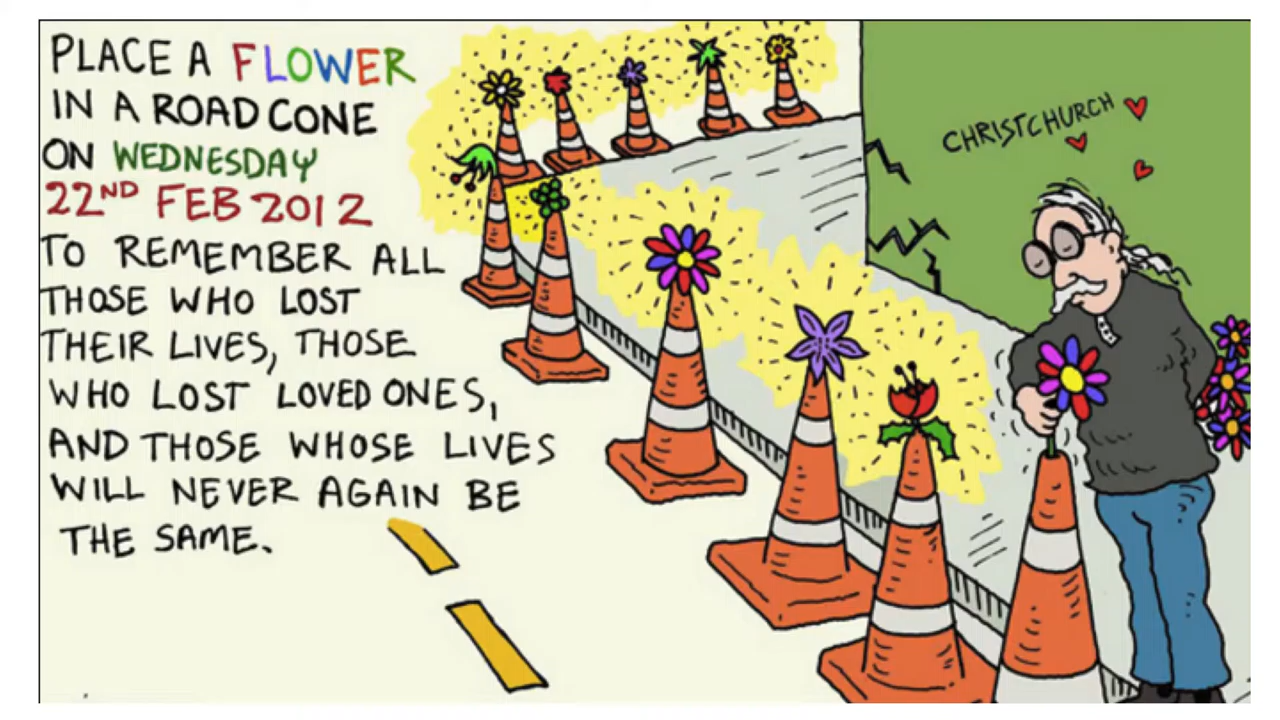 PLACE A FLOWER
IN A ROAD CONE
ON WEDNESDAY
22ND FEB 2012
TO REMEMBER ALL
THOSE WHO LOST
THEIR LIVES, THOSE
WHO LOST LOVED ONES,
AND THOSE WHOSE LIVES
WILL NEVER AGAIN BE
THE SAME.
CHRISTCHURCH